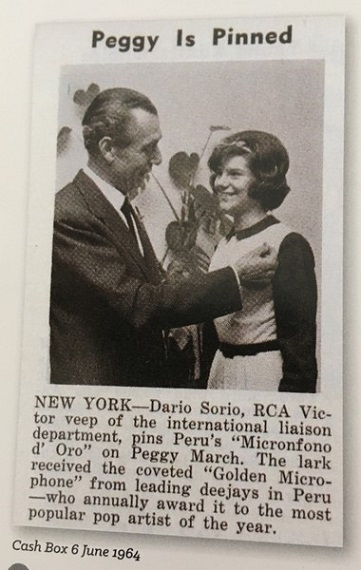 Peggy Is Pinned
NEW YORK—Dario Sorio, RCA Vic-
tor veep of the international liaison
department, pins Peru's "Micronfono
d' Oro" on Peggy March. The lark
received the coveted "Golden Micro-
phone" from leading deejays in Peru
—who annually award it to the most
popular pop artist of the year.
Cash Box 6 June 1964